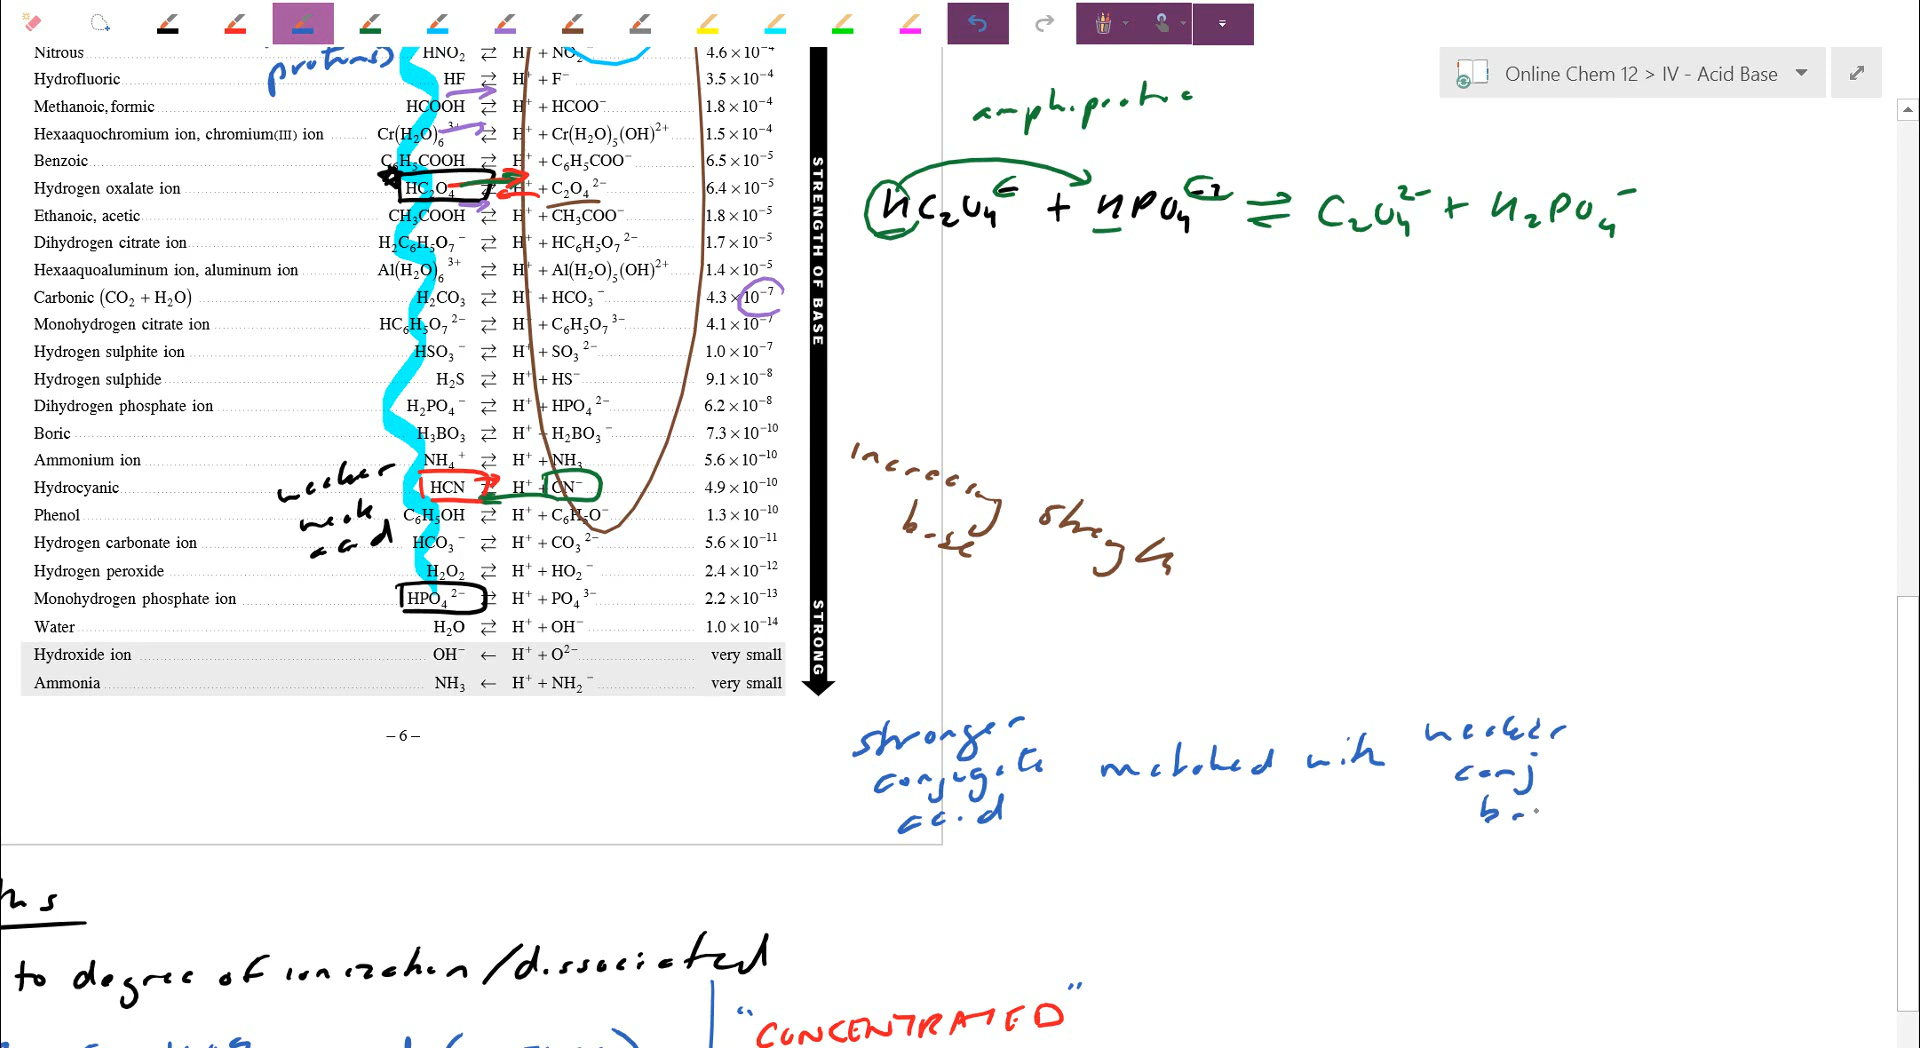 Online Chem 12 > IV - Acid Base
protons)
Nitrous HNO₂ ⇄ H⁺ + NO₂⁻ 4.6 × 10⁻⁴
Hydrofluoric HF ⇄ H⁺ + F⁻ 3.5 × 10⁻⁴
Methanoic, formic HCOOH ⇄ H⁺ + HCOO⁻ 1.8 × 10⁻⁴
Hexaaquochromium ion, chromium(III) ion Cr(H₂O)₆³⁺ ⇄ H⁺ + Cr(H₂O)₅(OH)²⁺ 1.5 × 10⁻⁴
Benzoic C₆H₅COOH ⇄ H⁺ + C₆H₅COO⁻ 6.5 × 10⁻⁵
Hydrogen oxalate ion HC₂O₄⁻ ⇄ H⁺ + C₂O₄²⁻ 6.4 × 10⁻⁵
Ethanoic, acetic CH₃COOH ⇄ H⁺ + CH₃COO⁻ 1.8 × 10⁻⁵
Dihydrogen citrate ion H₂C₆H₅O₇⁻ ⇄ H⁺ + HC₆H₅O₇²⁻ 1.7 × 10⁻⁵
Hexaaquoaluminum ion, aluminum ion Al(H₂O)₆³⁺ ⇄ H⁺ + Al(H₂O)₅(OH)²⁺ 1.4 × 10⁻⁵
Carbonic (CO₂ + H₂O) H₂CO₃ ⇄ H⁺ + HCO₃⁻ 4.3 × 10⁻⁷
Monohydrogen citrate ion HC₆H₅O₇²⁻ ⇄ H⁺ + C₆H₅O₇³⁻ 4.1 × 10⁻⁷
Hydrogen sulphite ion HSO₃⁻ ⇄ H⁺ + SO₃²⁻ 1.0 × 10⁻⁷
Hydrogen sulphide H₂S ⇄ H⁺ + HS⁻ 9.1 × 10⁻⁸
Dihydrogen phosphate ion H₂PO₄⁻ ⇄ H⁺ + HPO₄²⁻ 6.2 × 10⁻⁸
Boric H₃BO₃ ⇄ H⁺ + H₂BO₃⁻ 7.3 × 10⁻¹⁰
Ammonium ion NH₄⁺ ⇄ H⁺ + NH₃ 5.6 × 10⁻¹⁰
Hydrocyanic HCN ⇄ H⁺ + CN⁻ 4.9 × 10⁻¹⁰
Phenol C₆H₅OH ⇄ H⁺ + C₆H₅O⁻ 1.3 × 10⁻¹⁰
Hydrogen carbonate ion HCO₃⁻ ⇄ H⁺ + CO₃²⁻ 5.6 × 10⁻¹¹
Hydrogen peroxide H₂O₂ ⇄ H⁺ + HO₂⁻ 2.4 × 10⁻¹²
Monohydrogen phosphate ion HPO₄²⁻ ⇄ H⁺ + PO₄³⁻ 2.2 × 10⁻¹³
Water H₂O ⇄ H⁺ + OH⁻ 1.0 × 10⁻¹⁴
Hydroxide ion OH⁻ ← H⁺ + O²⁻ very small
Ammonia NH₃ ← H⁺ + NH₂⁻ very small
weaker
weak
acid
STRENGTH OF BASE
STRONG
– 6 –
amphiprotic
HC₂O₄⁻ + HPO₄⁻² ⇌ C₂O₄²⁻ + H₂PO₄⁻
increasing
base strength
stronger
conjugate
acid
matched with
weaker
conj
ba
to degree of ionization/dissociated
"CONCENTRATED"